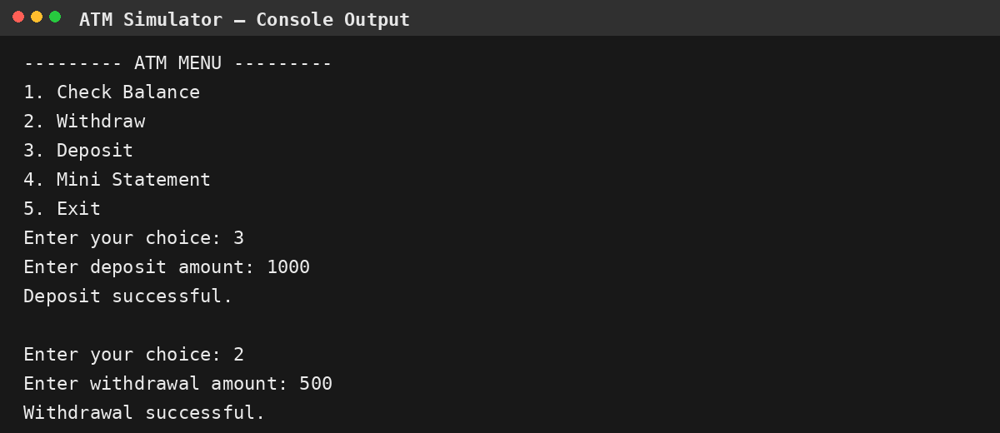 ATM Simulator — Console Output
--------- ATM MENU ---------
1. Check Balance
2. Withdraw
3. Deposit
4. Mini Statement
5. Exit
Enter your choice: 3
Enter deposit amount: 1000
Deposit successful.
Enter your choice: 2
Enter withdrawal amount: 500
Withdrawal successful.